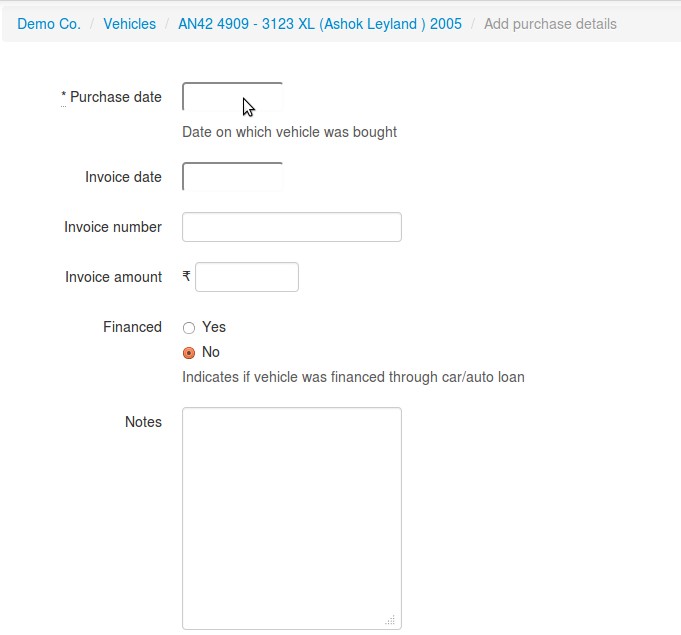 Demo Co. / Vehicles / AN42 4909 - 3123 XL (Ashok Leyland ) 2005 / Add purchase details
* Purchase date
Date on which vehicle was bought
Invoice date
Invoice number
Invoice amount ₹
Financed Yes
No
Indicates if vehicle was financed through car/auto loan
Notes